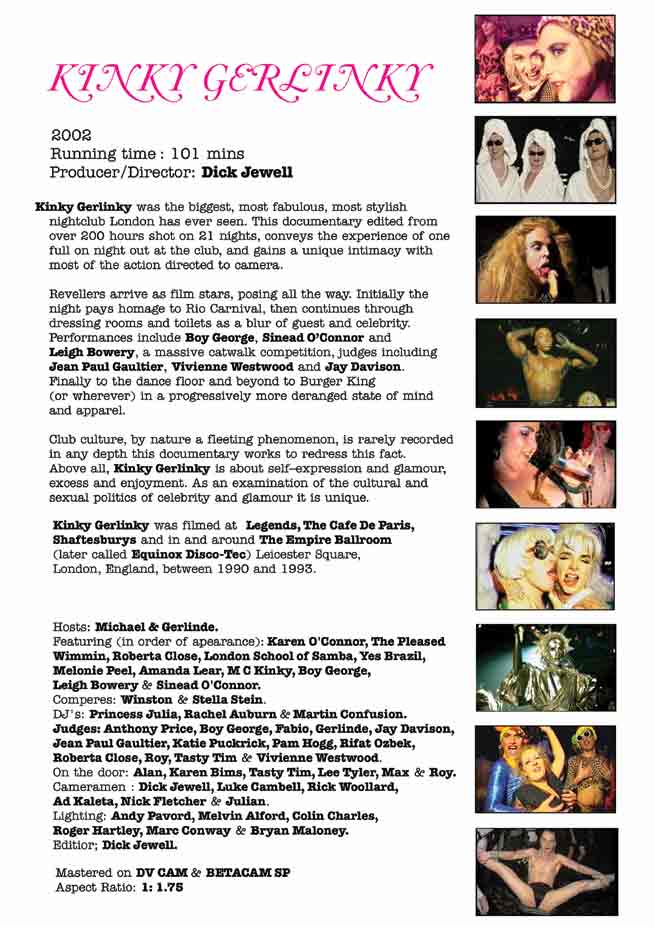 KINKY GERLINKY
2002
Running time : 101 mins
Producer/Director: Dick Jewell
Kinky Gerlinky was the biggest, most fabulous, most stylish
nightclub London has ever seen. This documentary edited from
over 200 hours shot on 21 nights, conveys the experience of one
full on night out at the club, and gains a unique intimacy with
most of the action directed to camera.
Revellers arrive as film stars, posing all the way. Initially the
night pays homage to Rio Carnival, then continues through
dressing rooms and toilets as a blur of guest and celebrity.
Performances include Boy George, Sinead O'Connor and
Leigh Bowery, a massive catwalk competition, judges including
Jean Paul Gaultier, Vivienne Westwood and Jay Davison.
Finally to the dance floor and beyond to Burger King
(or wherever) in a progressively more deranged state of mind
and apparel.
Club culture, by nature a fleeting phenomenon, is rarely recorded
in any depth this documentary works to redress this fact.
Above all, Kinky Gerlinky is about self–expression and glamour,
excess and enjoyment. As an examination of the cultural and
sexual politics of celebrity and glamour it is unique.
Kinky Gerlinky was filmed at Legends, The Cafe De Paris,
Shaftesburys and in and around The Empire Ballroom
(later called Equinox Disco-Tec) Leicester Square,
London, England, between 1990 and 1993.
Hosts: Michael & Gerlinde.
Featuring (in order of apearance): Karen O'Connor, The Pleased
Wimmin, Roberta Close, London School of Samba, Yes Brazil,
Melonie Peel, Amanda Lear, M C Kinky, Boy George,
Leigh Bowery & Sinead O'Connor.
Comperes: Winston & Stella Stein.
DJ's: Princess Julia, Rachel Auburn & Martin Confusion.
Judges: Anthony Price, Boy George, Fabio, Gerlinde, Jay Davison,
Jean Paul Gaultier, Katie Puckrick, Pam Hogg, Rifat Ozbek,
Roberta Close, Roy, Tasty Tim & Vivienne Westwood.
On the door: Alan, Karen Bims, Tasty Tim, Lee Tyler, Max & Roy.
Cameramen : Dick Jewell, Luke Cambell, Rick Woollard,
Ad Kaleta, Nick Fletcher & Julian.
Lighting: Andy Pavord, Melvin Alford, Colin Charles,
Roger Hartley, Marc Conway & Bryan Maloney.
Editior; Dick Jewell.
Mastered on DV CAM & BETACAM SP
Aspect Ratio: 1: 1.75